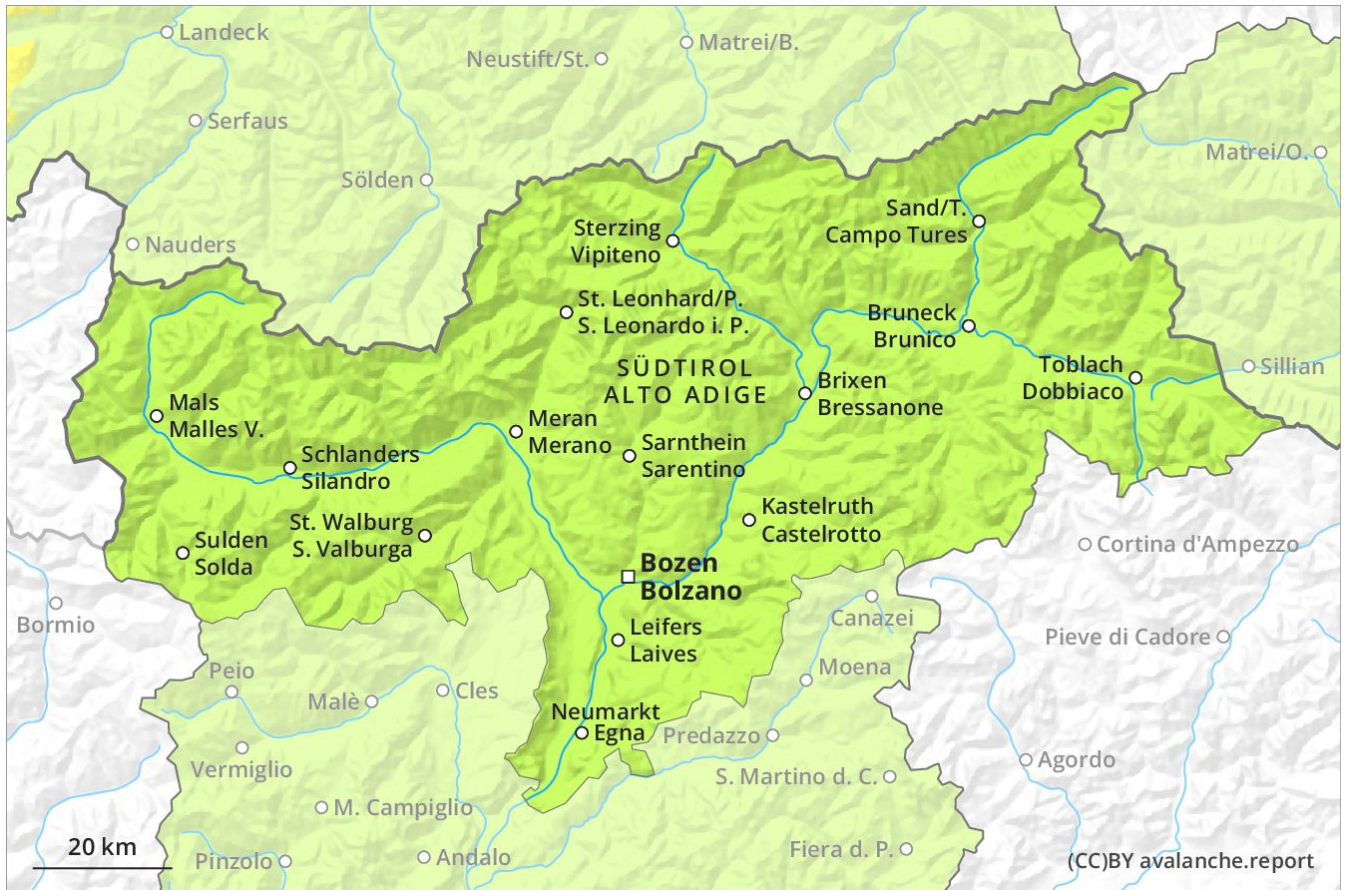 Landeck
Neustift/St.
Matrei/B.
Serfaus
Matrei/O.
Sölden
Nauders
Sand/T.
Campo Tures
Sterzing
Vipiteno
St. Leonhard/P.
S. Leonardo i. P.
Bruneck
Brunico
SÜDTIROL
ALTO ADIGE
Toblach
Dobbiaco
Sillian
Brixen
Bressanone
Mals
Malles V.
Meran
Merano
Sarnthein
Sarentino
Schlanders
Silandro
Kastelruth
Castelrotto
St. Walburg
S. Valburga
Sulden
Solda
Cortina d'Ampezzo
Bozen
Bolzano
Bormio
Canazei
Leifers
Laives
Pieve di Cadore
Peio
Moena
Malè
Cles
Neumarkt
Egna
Predazzo
Vermiglio
S. Martino d. C.
Agordo
M. Campiglio
20 km
Pinzolo
Andalo
Fiera d. P.
(CC)BY avalanche.report